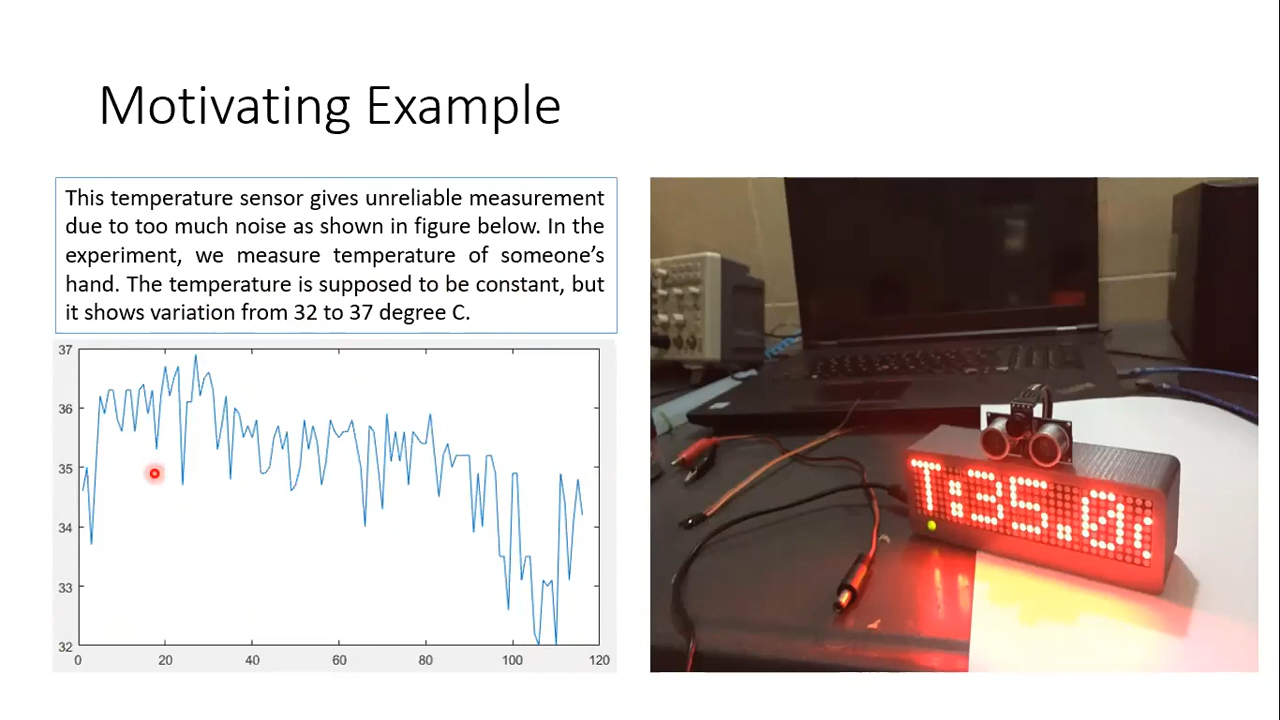 Motivating Example
This temperature sensor gives unreliable measurement
due to too much noise as shown in figure below. In the
experiment, we measure temperature of someone’s
hand. The temperature is supposed to be constant, but
it shows variation from 32 to 37 degree C.
37
36
35
34
33
32
0 20 40 60 80 100 120
T:35.0